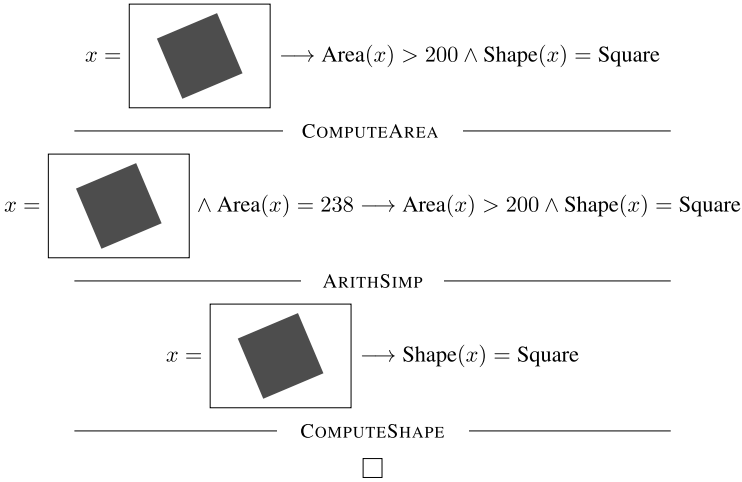 x = ⟶ Area(x) > 200 ∧ Shape(x) = Square
COMPUTEAREA
x = ∧ Area(x) = 238 ⟶ Area(x) > 200 ∧ Shape(x) = Square
ARITHSIMP
x = ⟶ Shape(x) = Square
COMPUTESHAPE